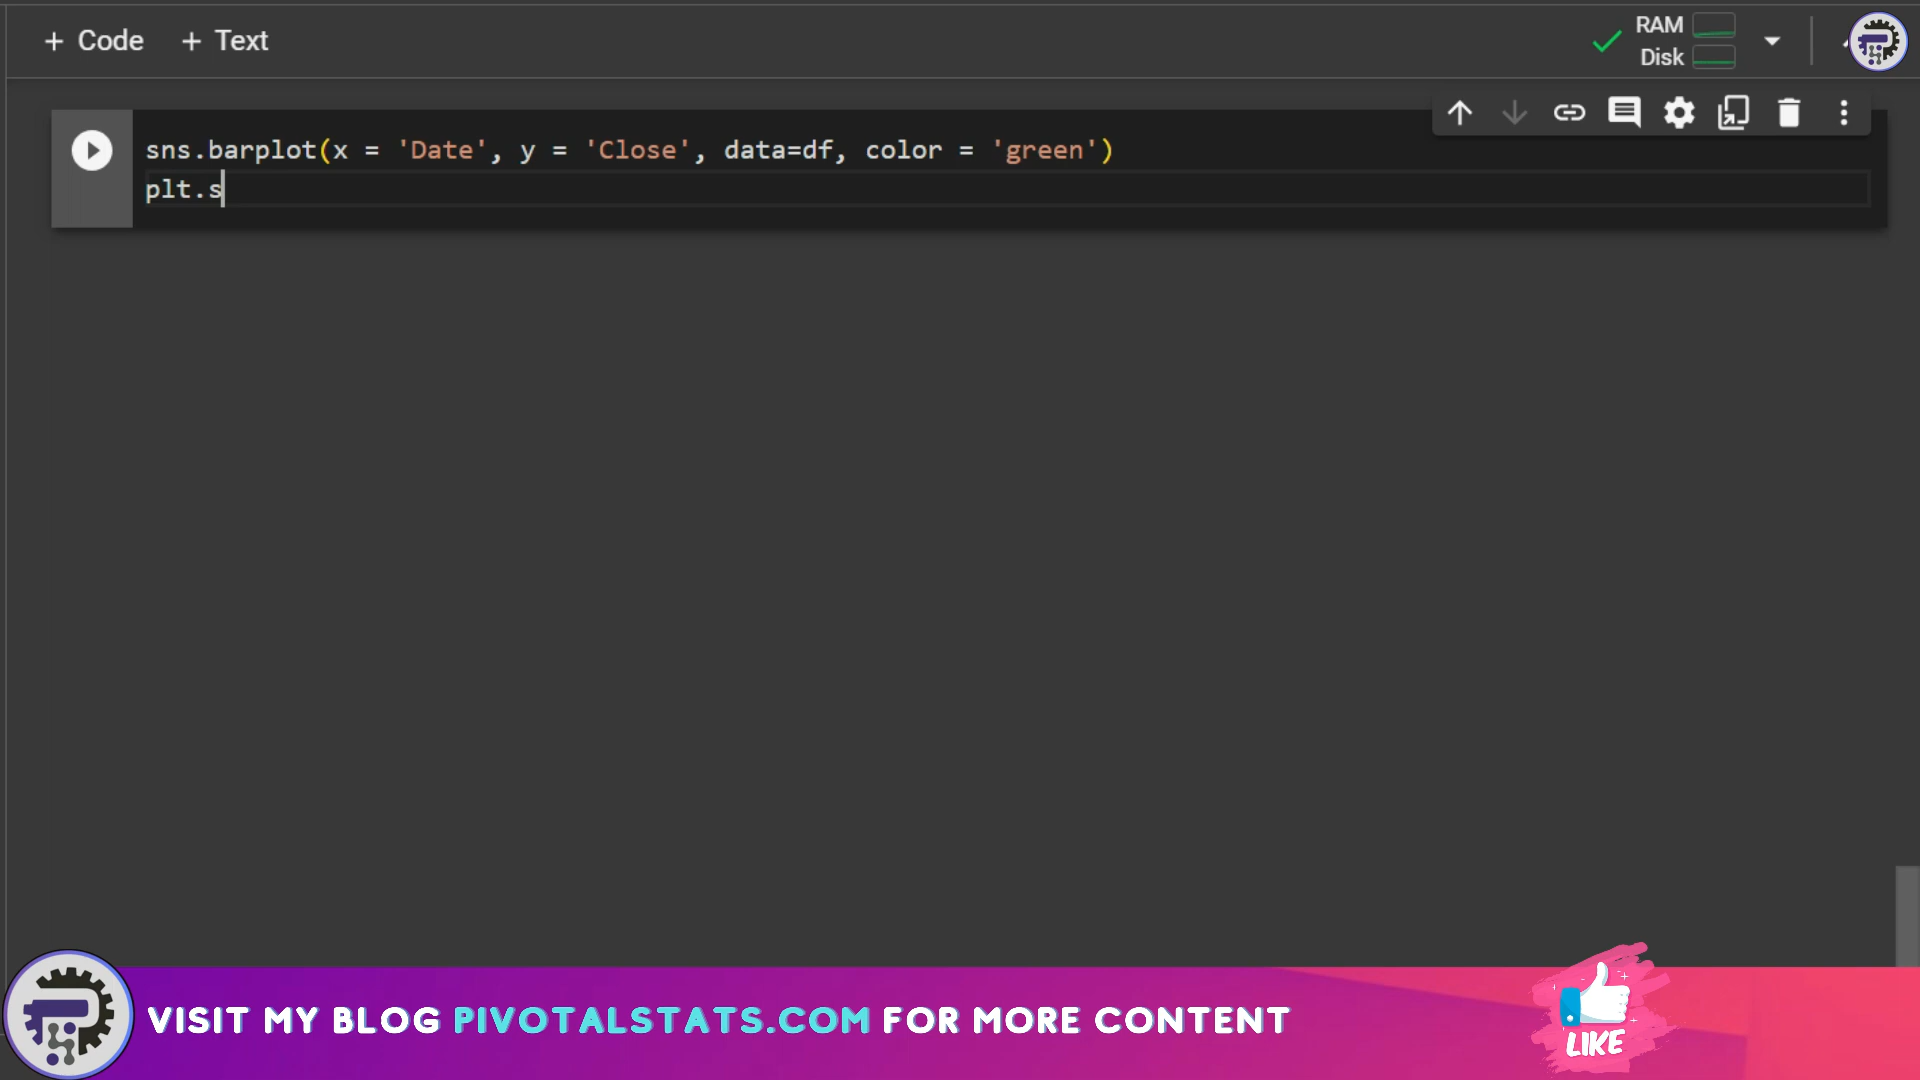 + Code + Text
RAM
Disk
sns.barplot(x = 'Date', y = 'Close', data=df, color = 'green')
plt.s
VISIT MY BLOG PIVOTALSTATS.COM FOR MORE CONTENT
LIKE